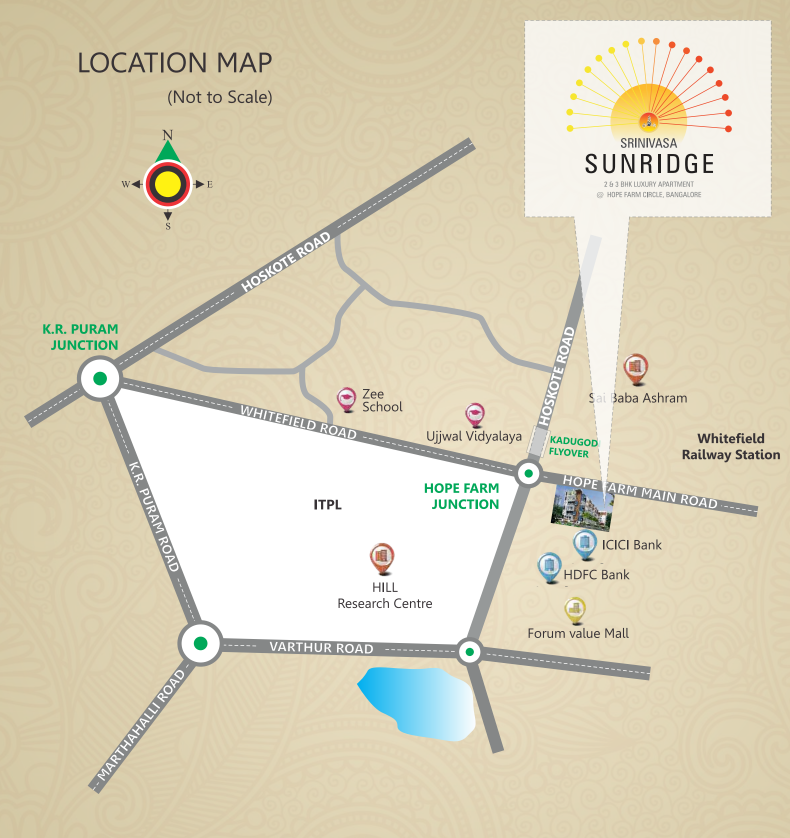 LOCATION MAP
(Not to Scale)
N
W
E
S
SRINIVASA
SUNRIDGE
2 & 3 BHK LUXURY APARTMENT
@ HOPE FARM CIRCLE, BANGALORE
HOSKOTE ROAD
K.R. PURAM
JUNCTION
HOSKOTE ROAD
Sai Baba Ashram
Zee
School
WHITEFIELD ROAD
Ujjwal Vidyalaya
KADUGOD
FLYOVER
Whitefield
Railway Station
K.R. PURAM ROAD
HOPE FARM
JUNCTION
HOPE FARM MAIN ROAD
ITPL
ICICI Bank
HDFC Bank
HILL
Research Centre
Forum value Mall
VARTHUR ROAD
MARTHAHALLI ROAD